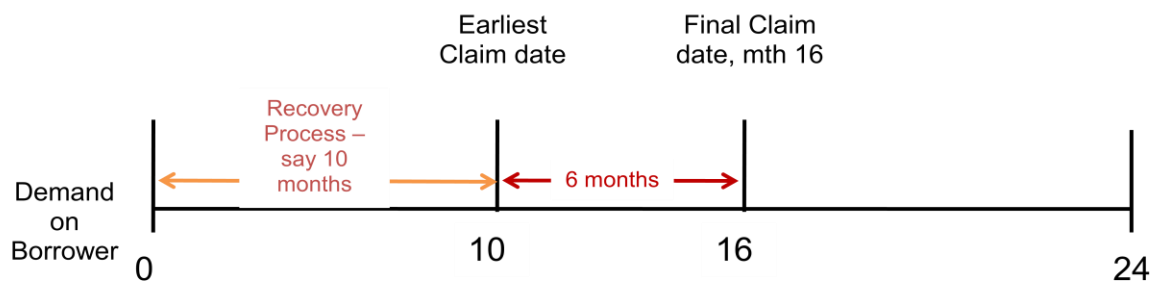 Earliest
Claim date
Final Claim
date, mth 16
Recovery
Process –
say 10
months
6 months
Demand
on
Borrower
0
10
16
24